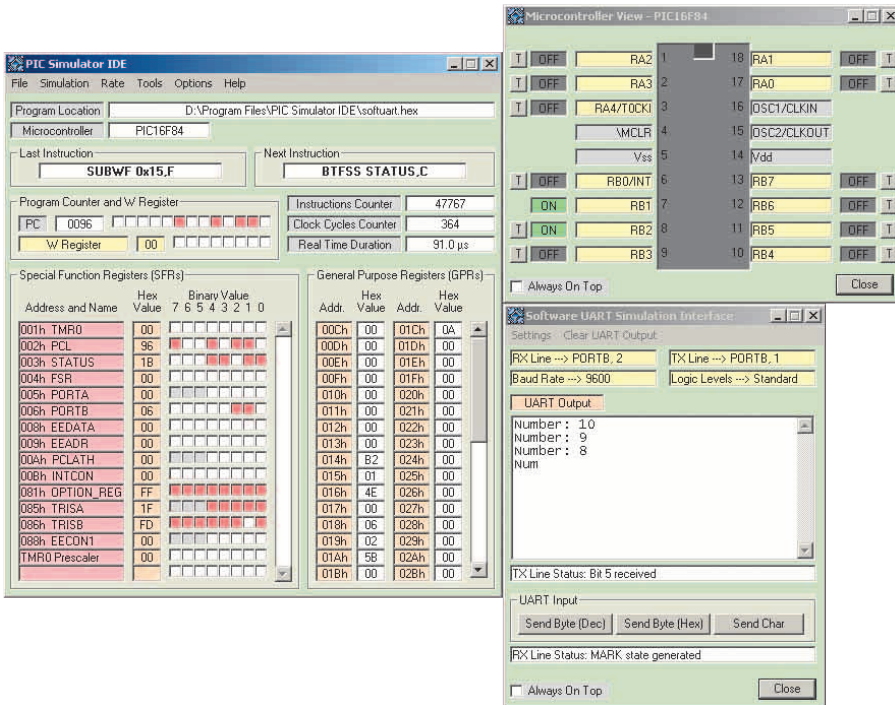 PIC Simulator IDE
File Simulation Rate Tools Options Help
Program Location D:\Program Files\PIC Simulator IDE\softuart.hex
Microcontroller PIC16F84
Last Instruction Next Instruction
SUBWF 0x15,F BTFSS STATUS,C
Program Counter and W Register
PC 0096
W Register 00
Instructions Counter 47767
Clock Cycles Counter 364
Real Time Duration 91.0 µs
Special Function Registers (SFRs)
Hex Binary Value
Address and Name Value 7 6 5 4 3 2 1 0
001h TMR0 00
002h PCL 96
003h STATUS 1B
004h FSR 00
005h PORTA 00
006h PORTB 06
008h EEDATA 00
009h EEADR 00
00Ah PCLATH 00
00Bh INTCON 00
081h OPTION_REG FF
085h TRISA 1F
086h TRISB FD
088h EECON1 00
TMR0 Prescaler 00
General Purpose Registers (GPRs)
Hex Hex
Addr. Value Addr. Value
00Ch 00 01Ch 0A
00Dh 00 01Dh 00
00Eh 00 01Eh 00
00Fh 00 01Fh 00
010h 00 020h 00
011h 00 021h 00
012h 00 022h 00
013h 00 023h 00
014h B2 024h 00
015h 01 025h 00
016h 4E 026h 00
017h 00 027h 00
018h 06 028h 00
019h 02 029h 00
01Ah 5B 02Ah 00
01Bh 00 02Bh 00
Microcontroller View - PIC16F84
T OFF RA2 1 18 RA1 OFF T
T OFF RA3 2 17 RA0 OFF T
T OFF RA4/T0CKI 3 16 OSC1/CLKIN
\MCLR 4 15 OSC2/CLKOUT
Vss 5 14 Vdd
T OFF RB0/INT 6 13 RB7 OFF T
ON RB1 7 12 RB6 OFF T
T ON RB2 8 11 RB5 OFF T
T OFF RB3 9 10 RB4 OFF T
Always On Top Close
Software UART Simulation Interface
Settings Clear UART Output
RX Line ---> PORTB, 2 TX Line ---> PORTB, 1
Baud Rate ---> 9600 Logic Levels ---> Standard
UART Output
Number: 10
Number: 9
Number: 8
Num
TX Line Status: Bit 5 received
UART Input
Send Byte (Dec) Send Byte (Hex) Send Char
RX Line Status: MARK state generated
Always On Top Close